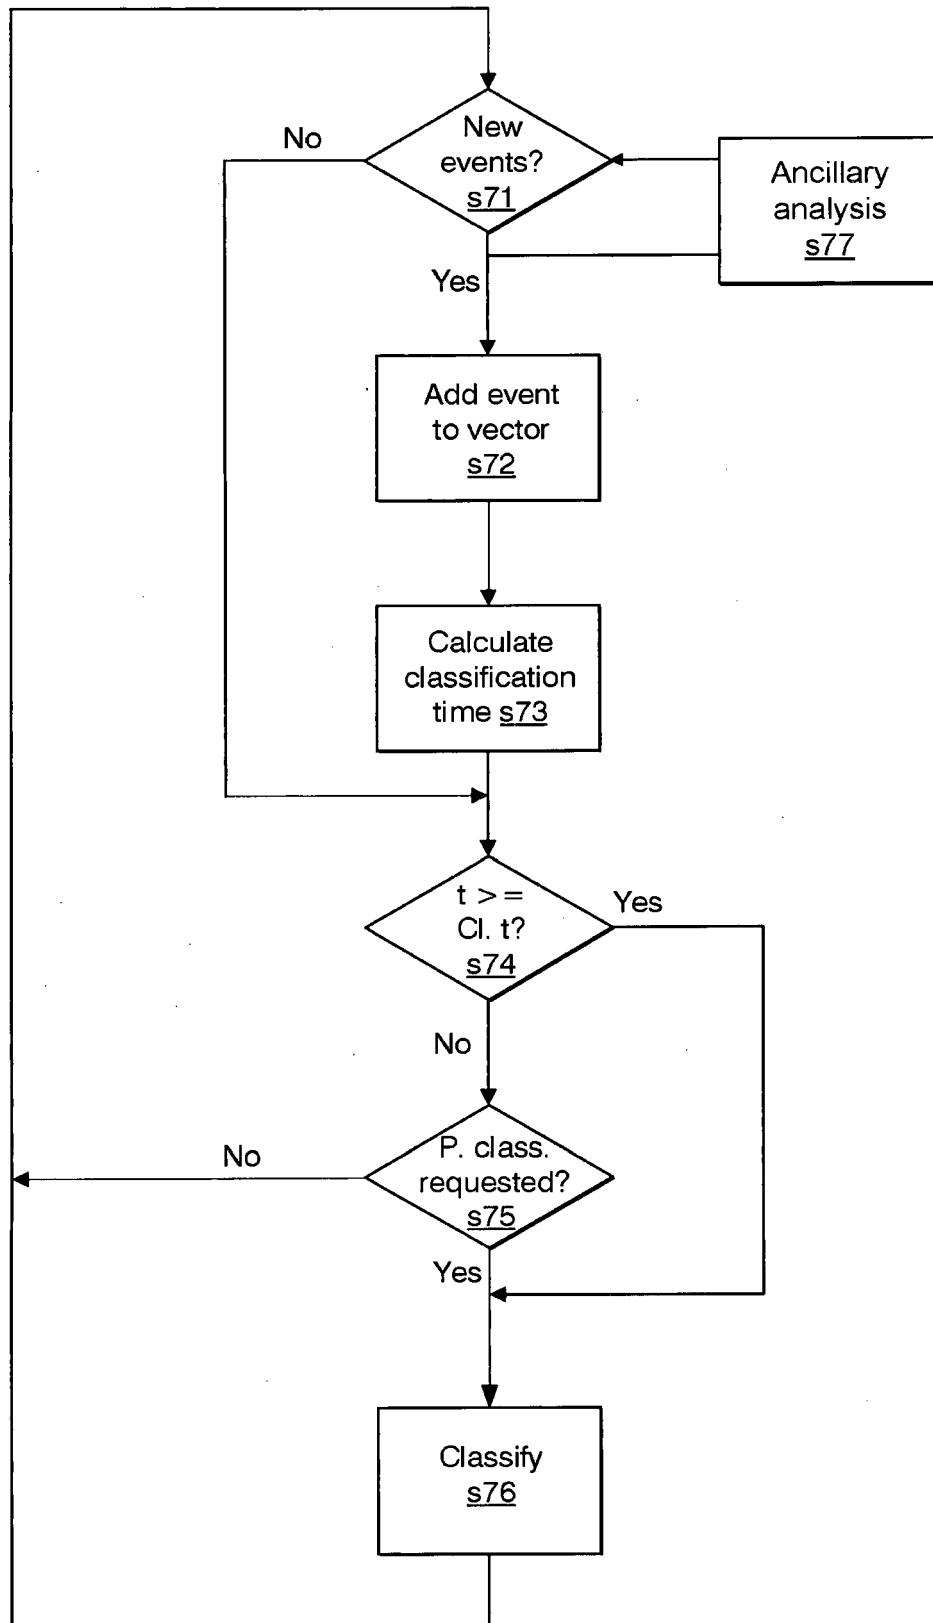 No
New
events?
s71
Ancillary
analysis
s77
Yes
Add event
to vector
s72
Calculate
classification
time s73
t >=
Cl. t?
s74
Yes
No
P. class.
requested?
s75
No
Yes
Classify
s76